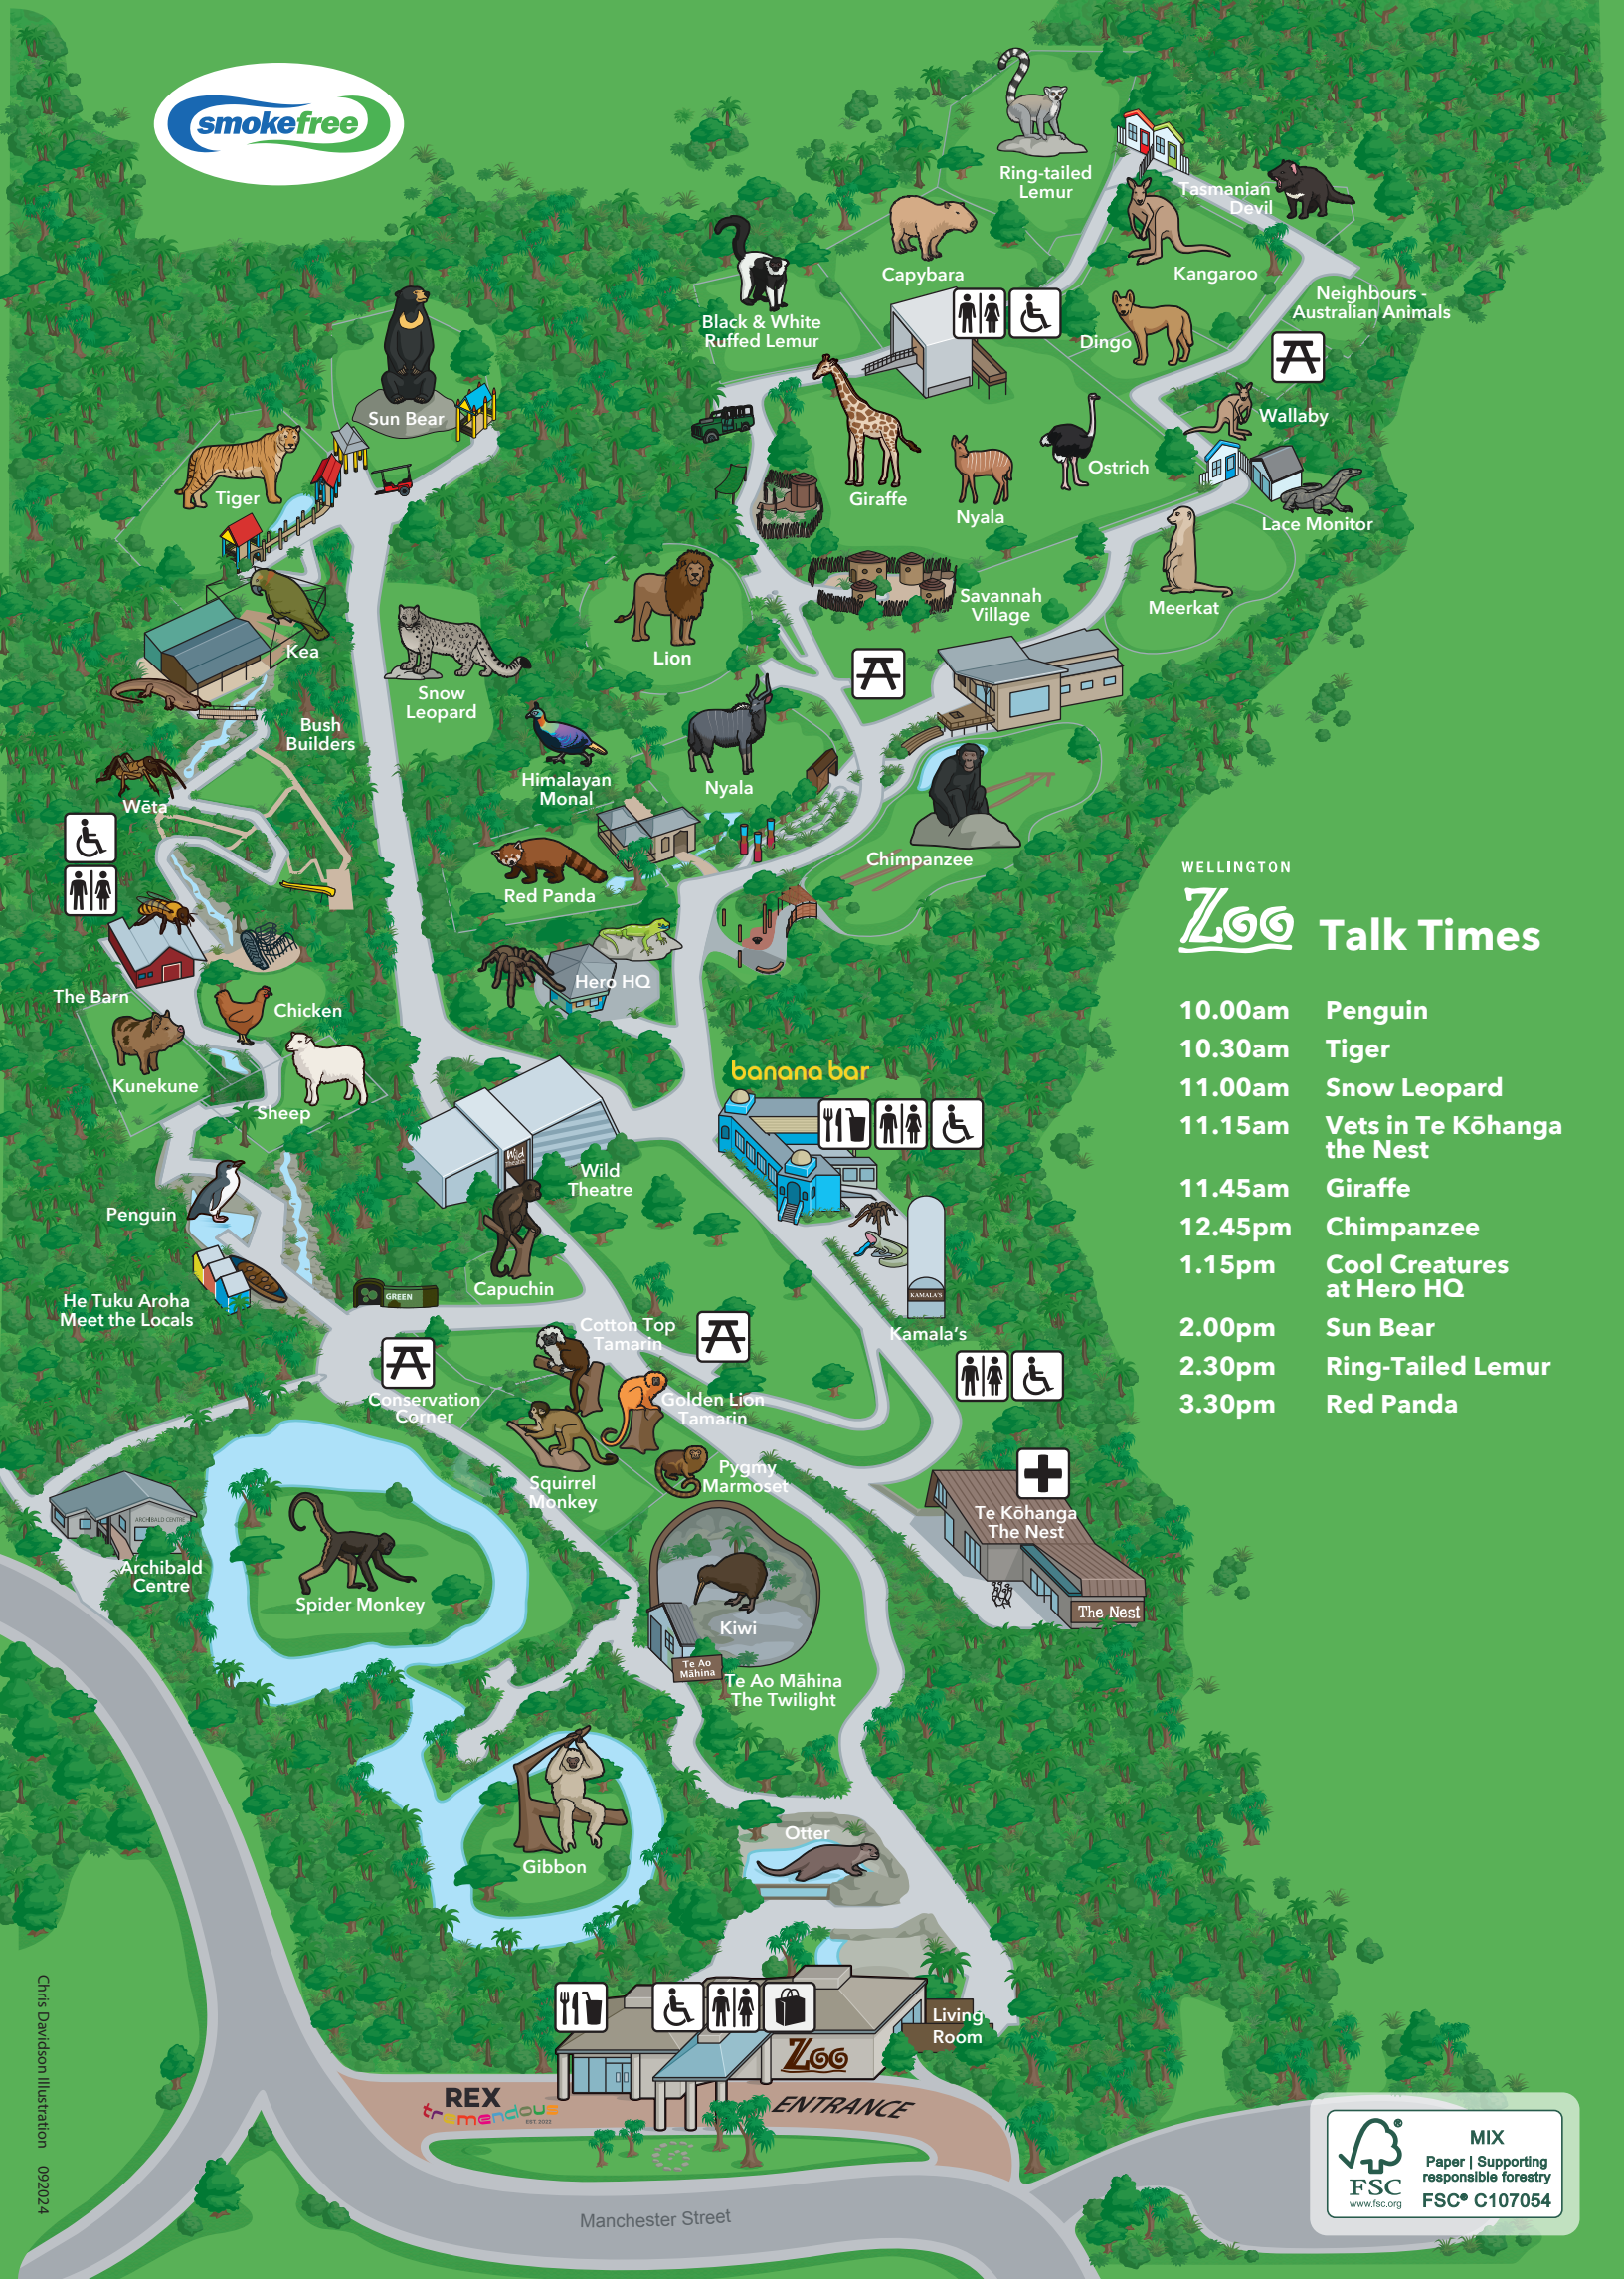 smokefree
Ring-tailed
Lemur
Tasmanian
Devil
Capybara
Kangaroo
Neighbours -
Australian Animals
Black & White
Ruffed Lemur
Dingo
Sun Bear
Wallaby
Tiger
Giraffe
Ostrich
Nyala
Lace Monitor
Savannah
Village
Meerkat
Kea
Lion
Snow
Leopard
Bush
Builders
Himalayan
Monal
Nyala
Wēta
Chimpanzee
Red Panda
Hero HQ
The Barn
Chicken
Kunekune
Sheep
banana bar
Wild
Theatre
Wild
Theatre
Penguin
Capuchin
GREEN
He Tuku Aroha
Meet the Locals
KAMALA'S
Kamala's
Cotton Top
Tamarin
Conservation
Corner
Golden Lion
Tamarin
Squirrel
Monkey
Pygmy
Marmoset
Te Kōhanga
The Nest
The Nest
ARCHIBALD CENTRE
Archibald
Centre
Spider Monkey
Kiwi
Te Ao
Māhina
Te Ao Māhina
The Twilight
Gibbon
Otter
Living
Room
Zoo
REX
tremendous
EST. 2022
ENTRANCE
Manchester Street
WELLINGTON
Zoo Talk Times
10.00am Penguin
10.30am Tiger
11.00am Snow Leopard
11.15am Vets in Te Kōhanga
the Nest
11.45am Giraffe
12.45pm Chimpanzee
1.15pm Cool Creatures
at Hero HQ
2.00pm Sun Bear
2.30pm Ring-Tailed Lemur
3.30pm Red Panda
Chris Davidson Illustration 092024
®
FSC
www.fsc.org
MIX
Paper | Supporting
responsible forestry
FSC® C107054